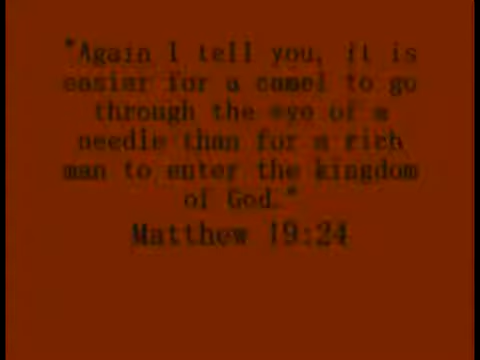 "Again I tell you, it is
easier for a camel to go
through the eye of a
needle than for a rich
man to enter the kingdom
of God."
Matthew 19:24